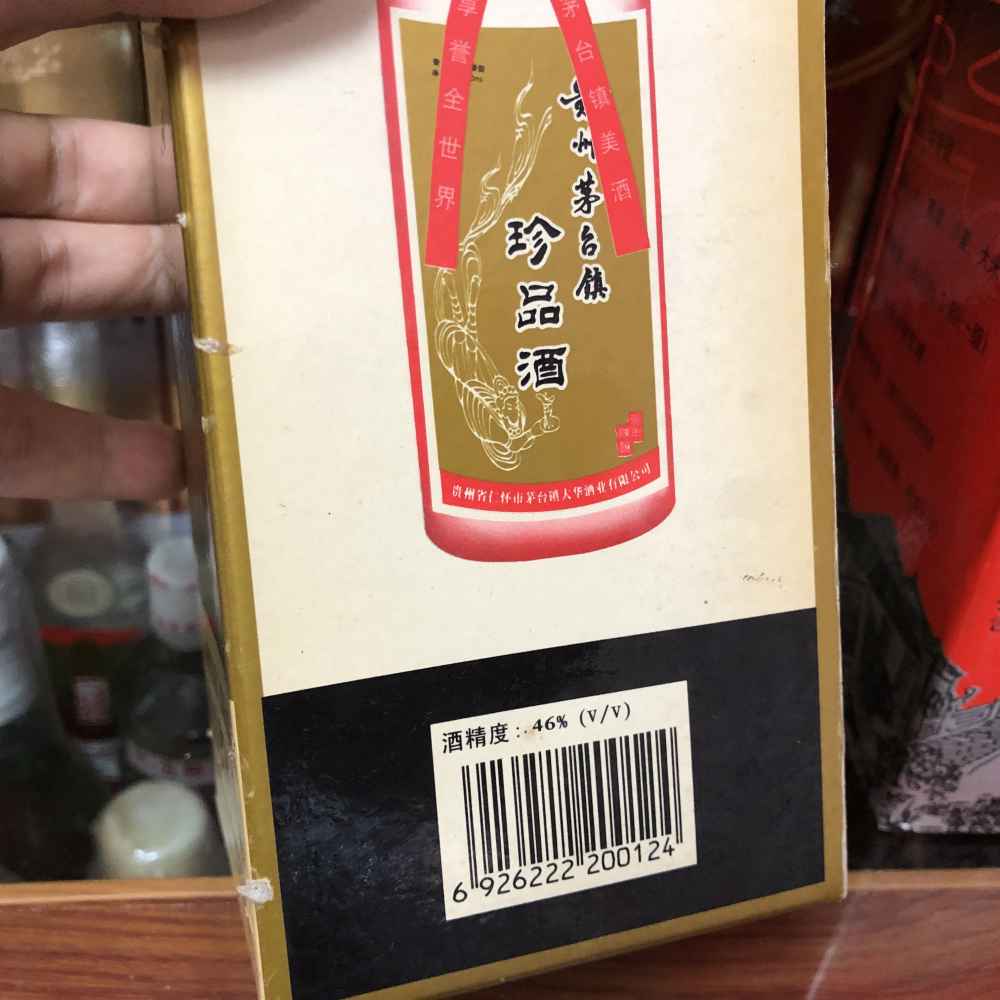 享誉全世界
茅台镇美酒
贵州茅台镇
珍品酒
贵州省仁怀市茅台镇大华酒业有限公司
酒精度：46% (V/V)
6 926222 200124